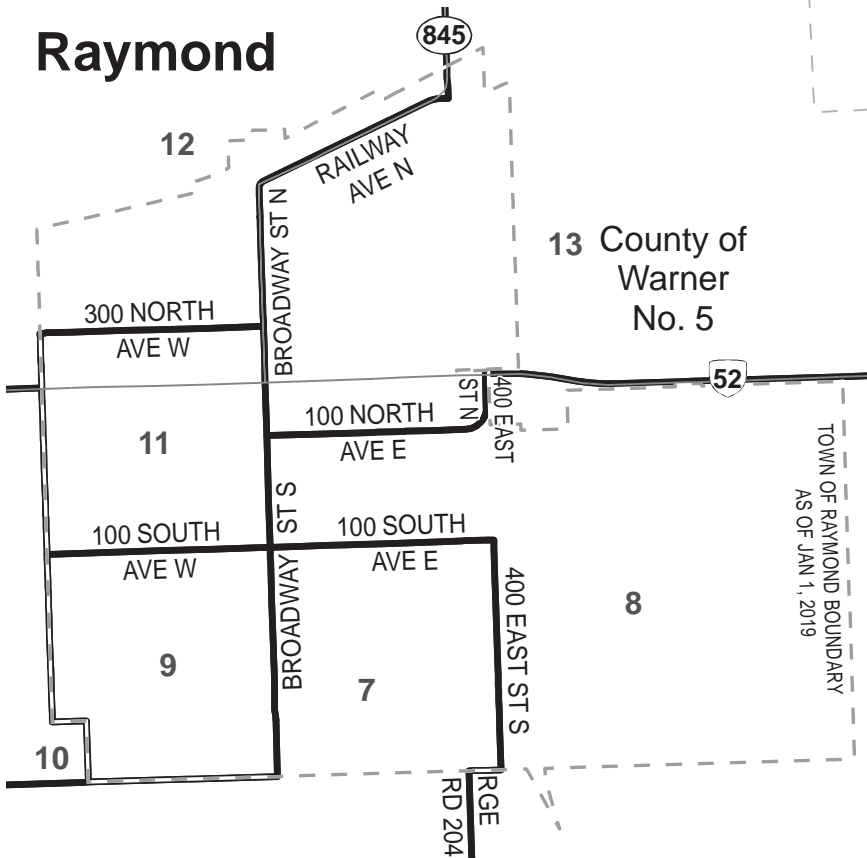 Raymond
845
12
RAILWAY
AVE N
BROADWAY ST N
13
County of
Warner
No. 5
300 NORTH
AVE W
52
ST N
400 EAST
100 NORTH
AVE E
11
TOWN OF RAYMOND BOUNDARY
AS OF JAN 1, 2019
BROADWAY ST S
100 SOUTH
AVE W
100 SOUTH
AVE E
400 EAST ST S
8
9
7
10
RGE
RD 204